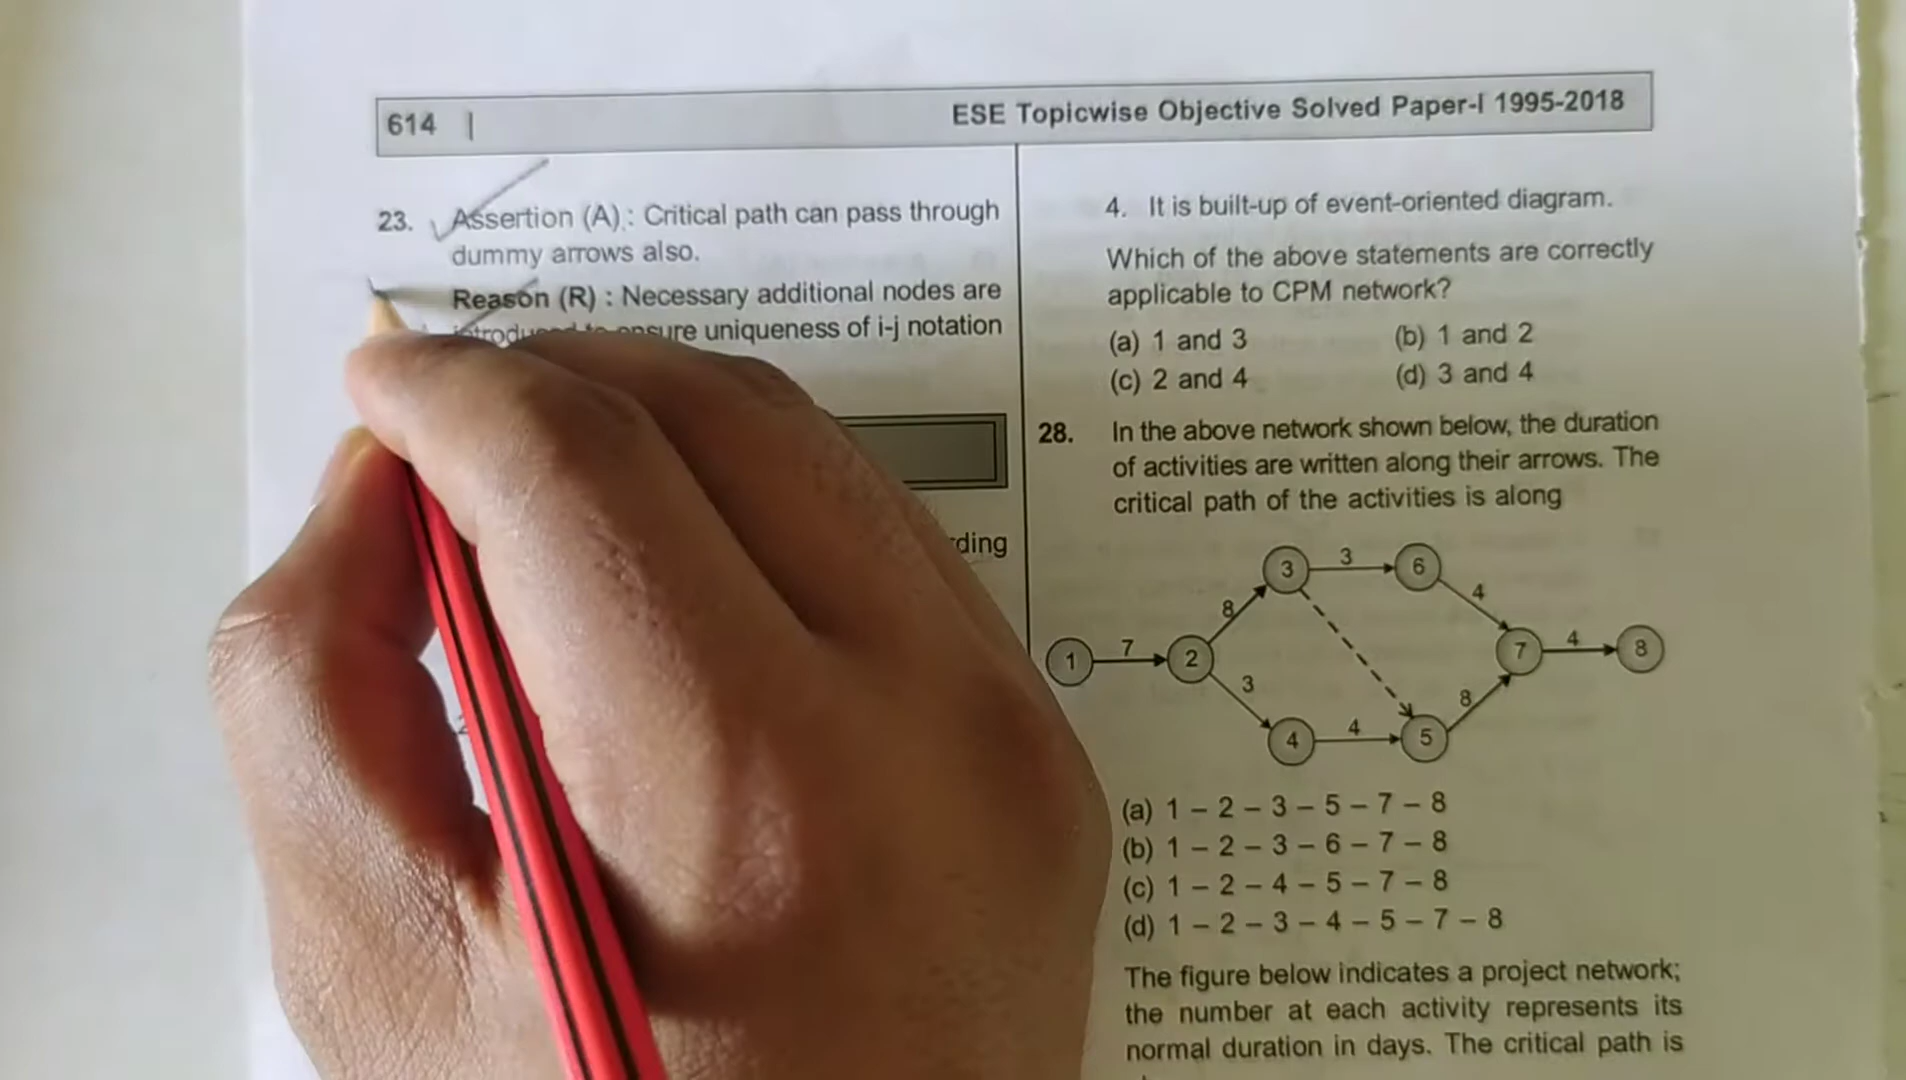 614 |
ESE Topicwise Objective Solved Paper-I 1995-2018
23. Assertion (A) : Critical path can pass through
dummy arrows also.
Reason (R) : Necessary additional nodes are
uniqueness of i-j notation
ding
4. It is built-up of event-oriented diagram.
Which of the above statements are correctly
applicable to CPM network?
(a) 1 and 3 (b) 1 and 2
(c) 2 and 4 (d) 3 and 4
28. In the above network shown below, the duration
of activities are written along their arrows. The
critical path of the activities is along
3 3 6
8 4
1 7 2 7 4 8
3 8
4 4 5
(a) 1 – 2 – 3 – 5 – 7 – 8
(b) 1 – 2 – 3 – 6 – 7 – 8
(c) 1 – 2 – 4 – 5 – 7 – 8
(d) 1 – 2 – 3 – 4 – 5 – 7 – 8
The figure below indicates a project network;
the number at each activity represents its
normal duration in days. The critical path is